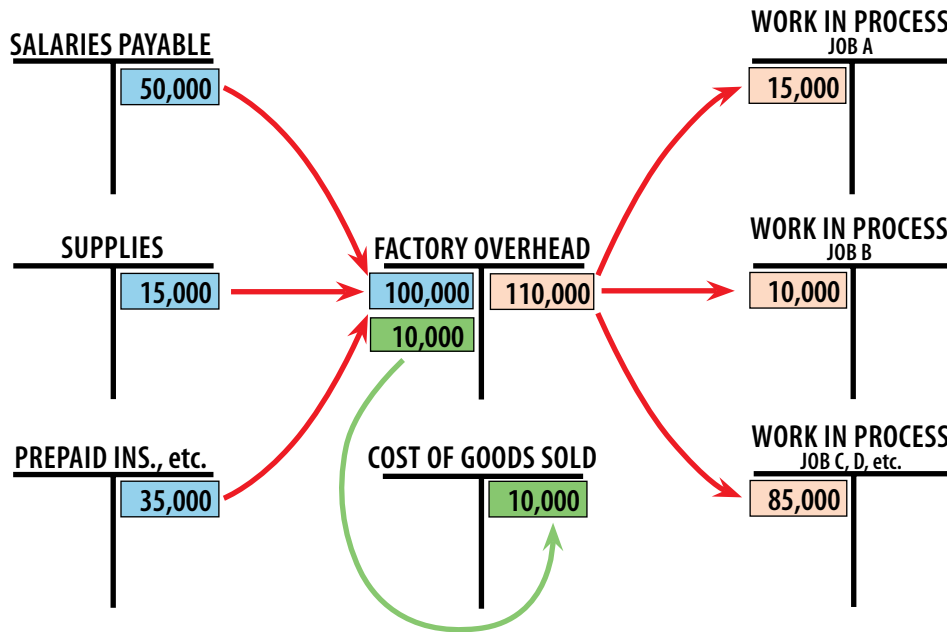 SALARIES PAYABLE
50,000
SUPPLIES
15,000
PREPAID INS., etc.
35,000
FACTORY OVERHEAD
100,000
110,000
10,000
COST OF GOODS SOLD
10,000
WORK IN PROCESS
JOB A
15,000
WORK IN PROCESS
JOB B
10,000
WORK IN PROCESS
JOB C, D, etc.
85,000